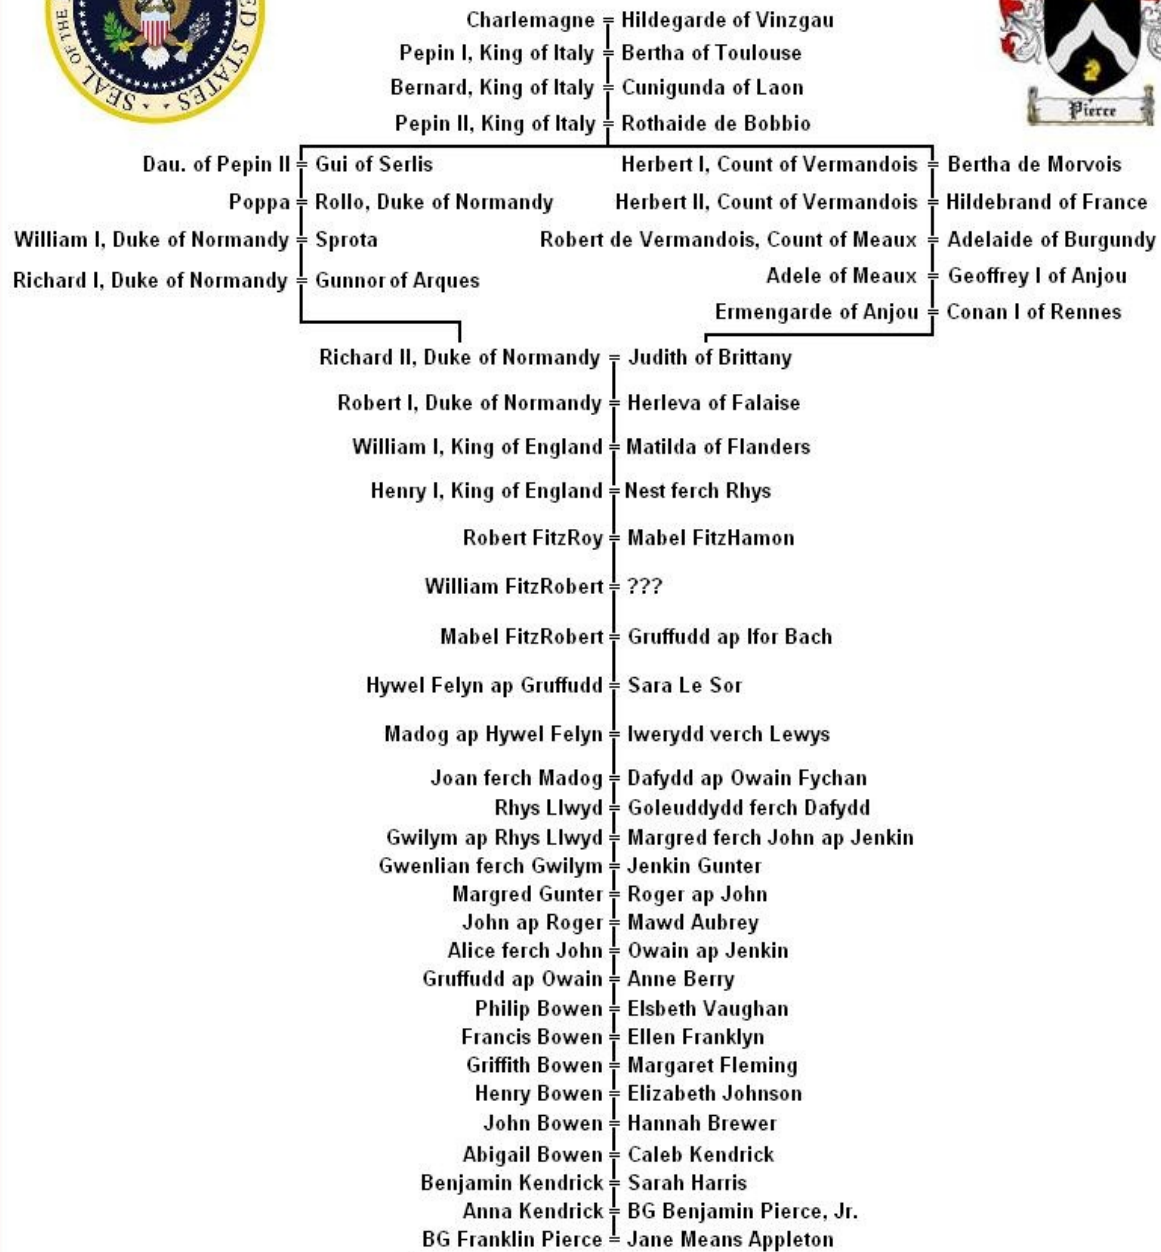 SEAL OF THE
ED STATES
Pierce
Charlemagne = Hildegarde of Vinzgau
Pepin I, King of Italy = Bertha of Toulouse
Bernard, King of Italy = Cunigunda of Laon
Pepin II, King of Italy = Rothaide de Bobbio
Dau. of Pepin II = Gui of Serlis
Herbert I, Count of Vermandois = Bertha de Morvois
Poppa = Rollo, Duke of Normandy
Herbert II, Count of Vermandois = Hildebrand of France
William I, Duke of Normandy = Sprota
Robert de Vermandois, Count of Meaux = Adelaide of Burgundy
Richard I, Duke of Normandy = Gunnor of Arques
Adele of Meaux = Geoffrey I of Anjou
Ermengarde of Anjou = Conan I of Rennes
Richard II, Duke of Normandy = Judith of Brittany
Robert I, Duke of Normandy = Herleva of Falaise
William I, King of England = Matilda of Flanders
Henry I, King of England = Nest ferch Rhys
Robert FitzRoy = Mabel FitzHamon
William FitzRobert = ???
Mabel FitzRobert = Gruffudd ap Ifor Bach
Hywel Felyn ap Gruffudd = Sara Le Sor
Madog ap Hywel Felyn = Iwerydd verch Lewys
Joan ferch Madog = Dafydd ap Owain Fychan
Rhys Llwyd = Goleuddydd ferch Dafydd
Gwilym ap Rhys Llwyd = Margred ferch John ap Jenkin
Gwenlian ferch Gwilym = Jenkin Gunter
Margred Gunter = Roger ap John
John ap Roger = Mawd Aubrey
Alice ferch John = Owain ap Jenkin
Gruffudd ap Owain = Anne Berry
Philip Bowen = Elsbeth Vaughan
Francis Bowen = Ellen Franklyn
Griffith Bowen = Margaret Fleming
Henry Bowen = Elizabeth Johnson
John Bowen = Hannah Brewer
Abigail Bowen = Caleb Kendrick
Benjamin Kendrick = Sarah Harris
Anna Kendrick = BG Benjamin Pierce, Jr.
BG Franklin Pierce = Jane Means Appleton